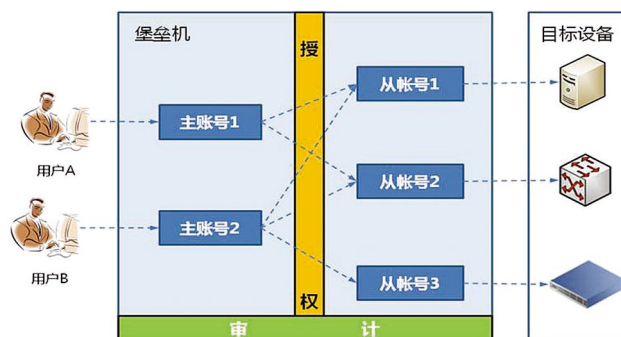 堡垒机
授
目标设备
从帐号1
主账号1
用户A
从帐号2
主账号2
用户B
从帐号3
权
审 计